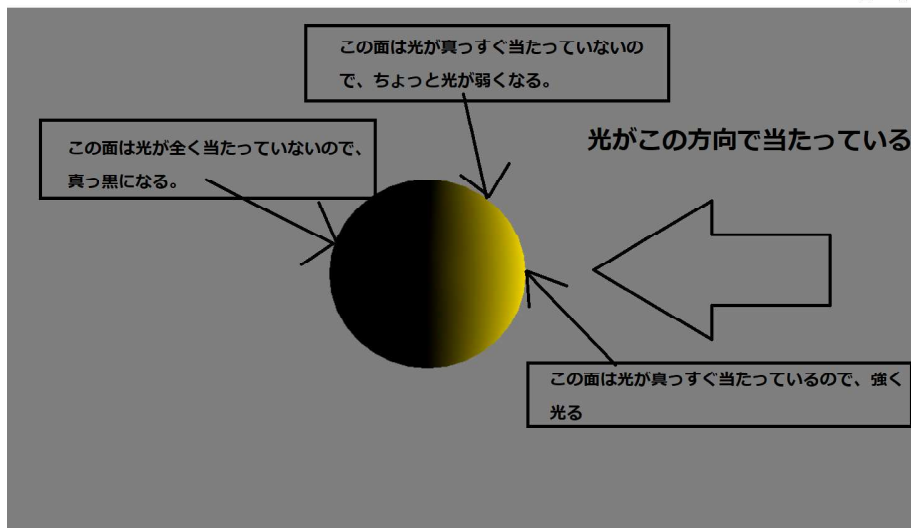 この面は光が真っすぐ当たっていないの
で、ちょっと光が弱くなる。
光がこの方向で当たっている
この面は光が全く当たっていないので、
真っ黒になる。
この面は光が真っすぐ当たっているので、強く
光る